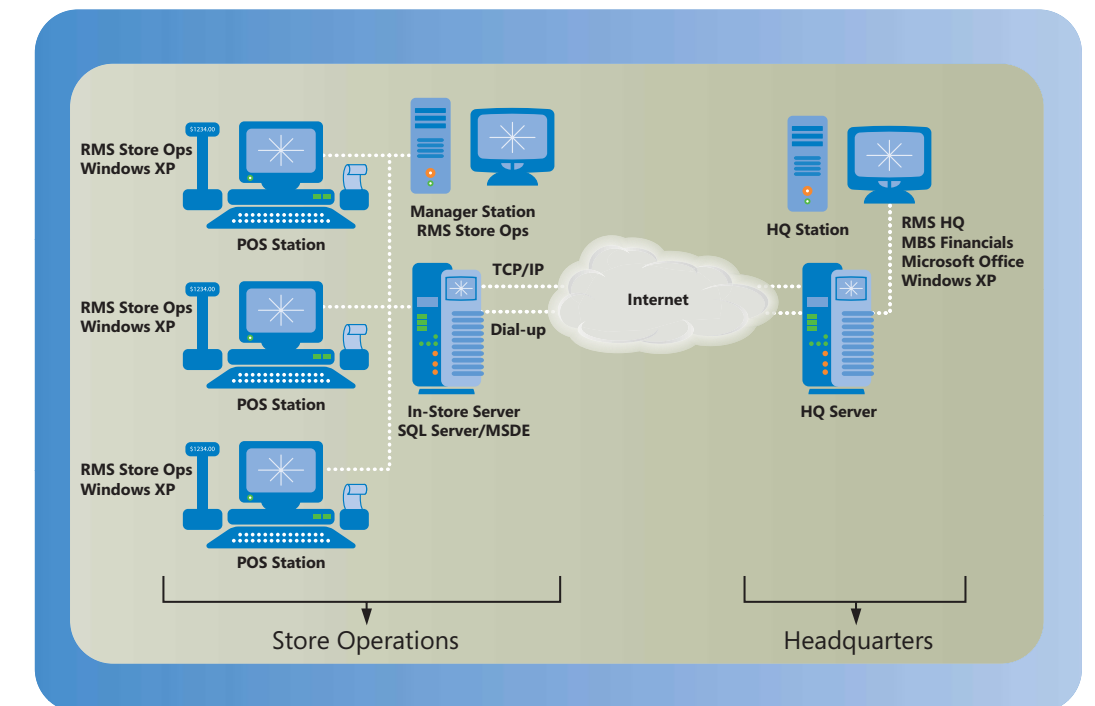 $1234.00
RMS Store Ops
Windows XP
POS Station
Manager Station
RMS Store Ops
HQ Station
RMS HQ
MBS Financials
Microsoft Office
Windows XP
TCP/IP
Internet
Dial-up
$1234.00
RMS Store Ops
Windows XP
POS Station
In-Store Server
SQL Server/MSDE
HQ Server
$1234.00
RMS Store Ops
Windows XP
POS Station
Store Operations
Headquarters